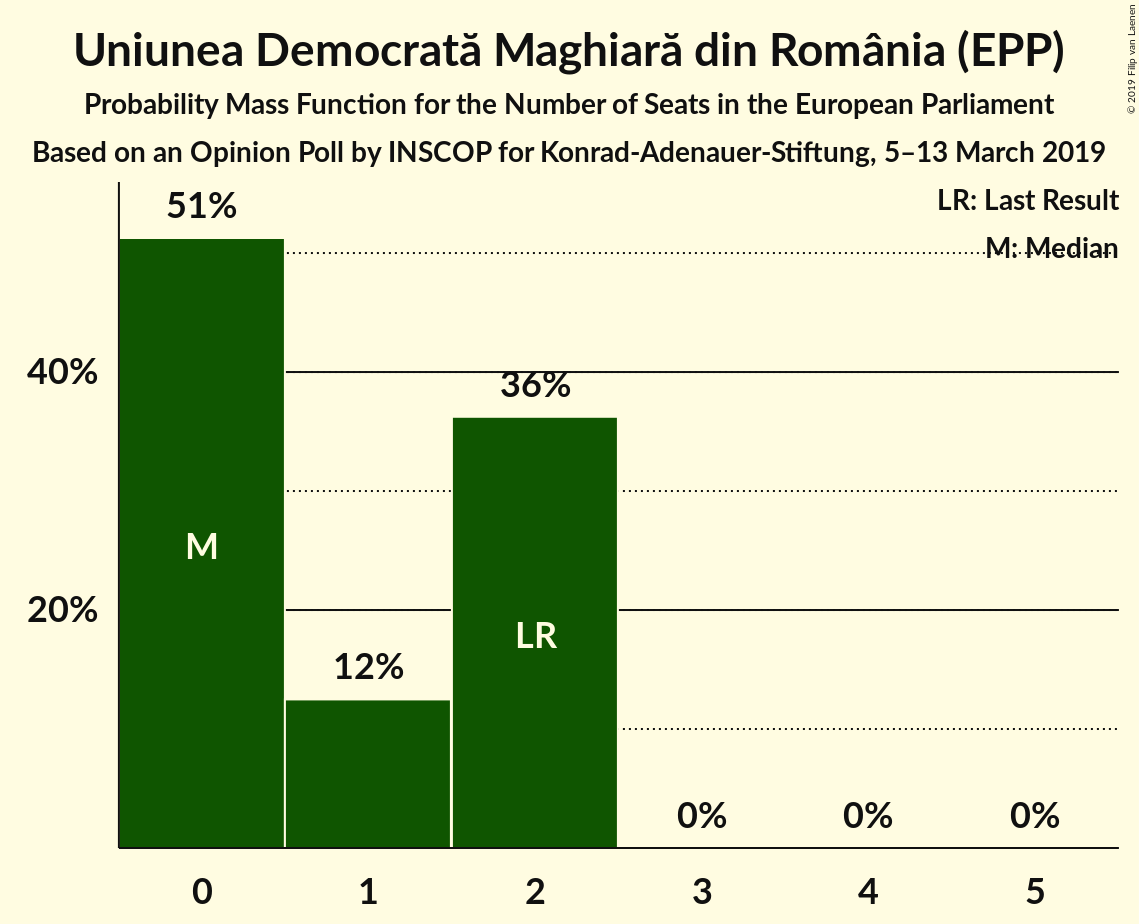 Uniunea Democrată Maghiară din România (EPP)
Probability Mass Function for the Number of Seats in the European Parliament
Based on an Opinion Poll by INSCOP for Konrad-Adenauer-Stiftung, 5–13 March 2019
© 2019 Filip van Laenen
LR: Last Result
M: Median
51%
40%
36%
M
20%
LR
12%
0%
0%
0%
0
1
2
3
4
5